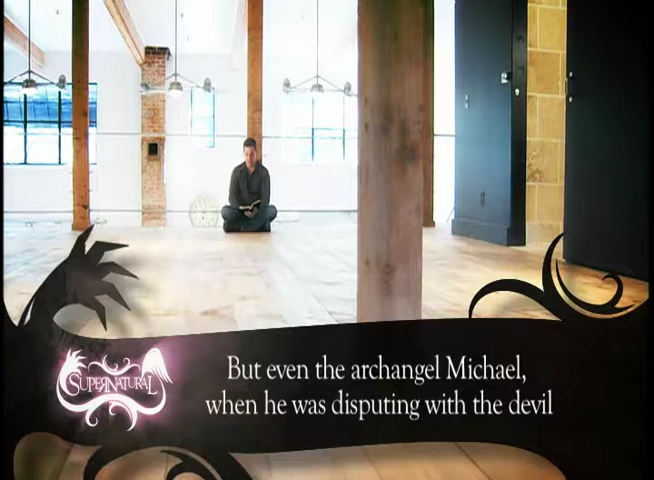 SUPERNATURAL
But even the archangel Michael,
when he was disputing with the devil